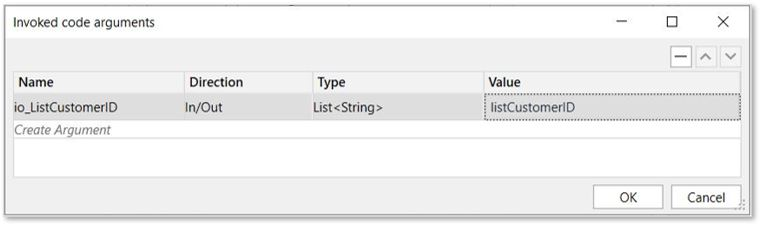 Invoked code arguments
Name Direction Type Value
io_ListCustomerID In/Out List<String> listCustomerID
Create Argument
OK Cancel